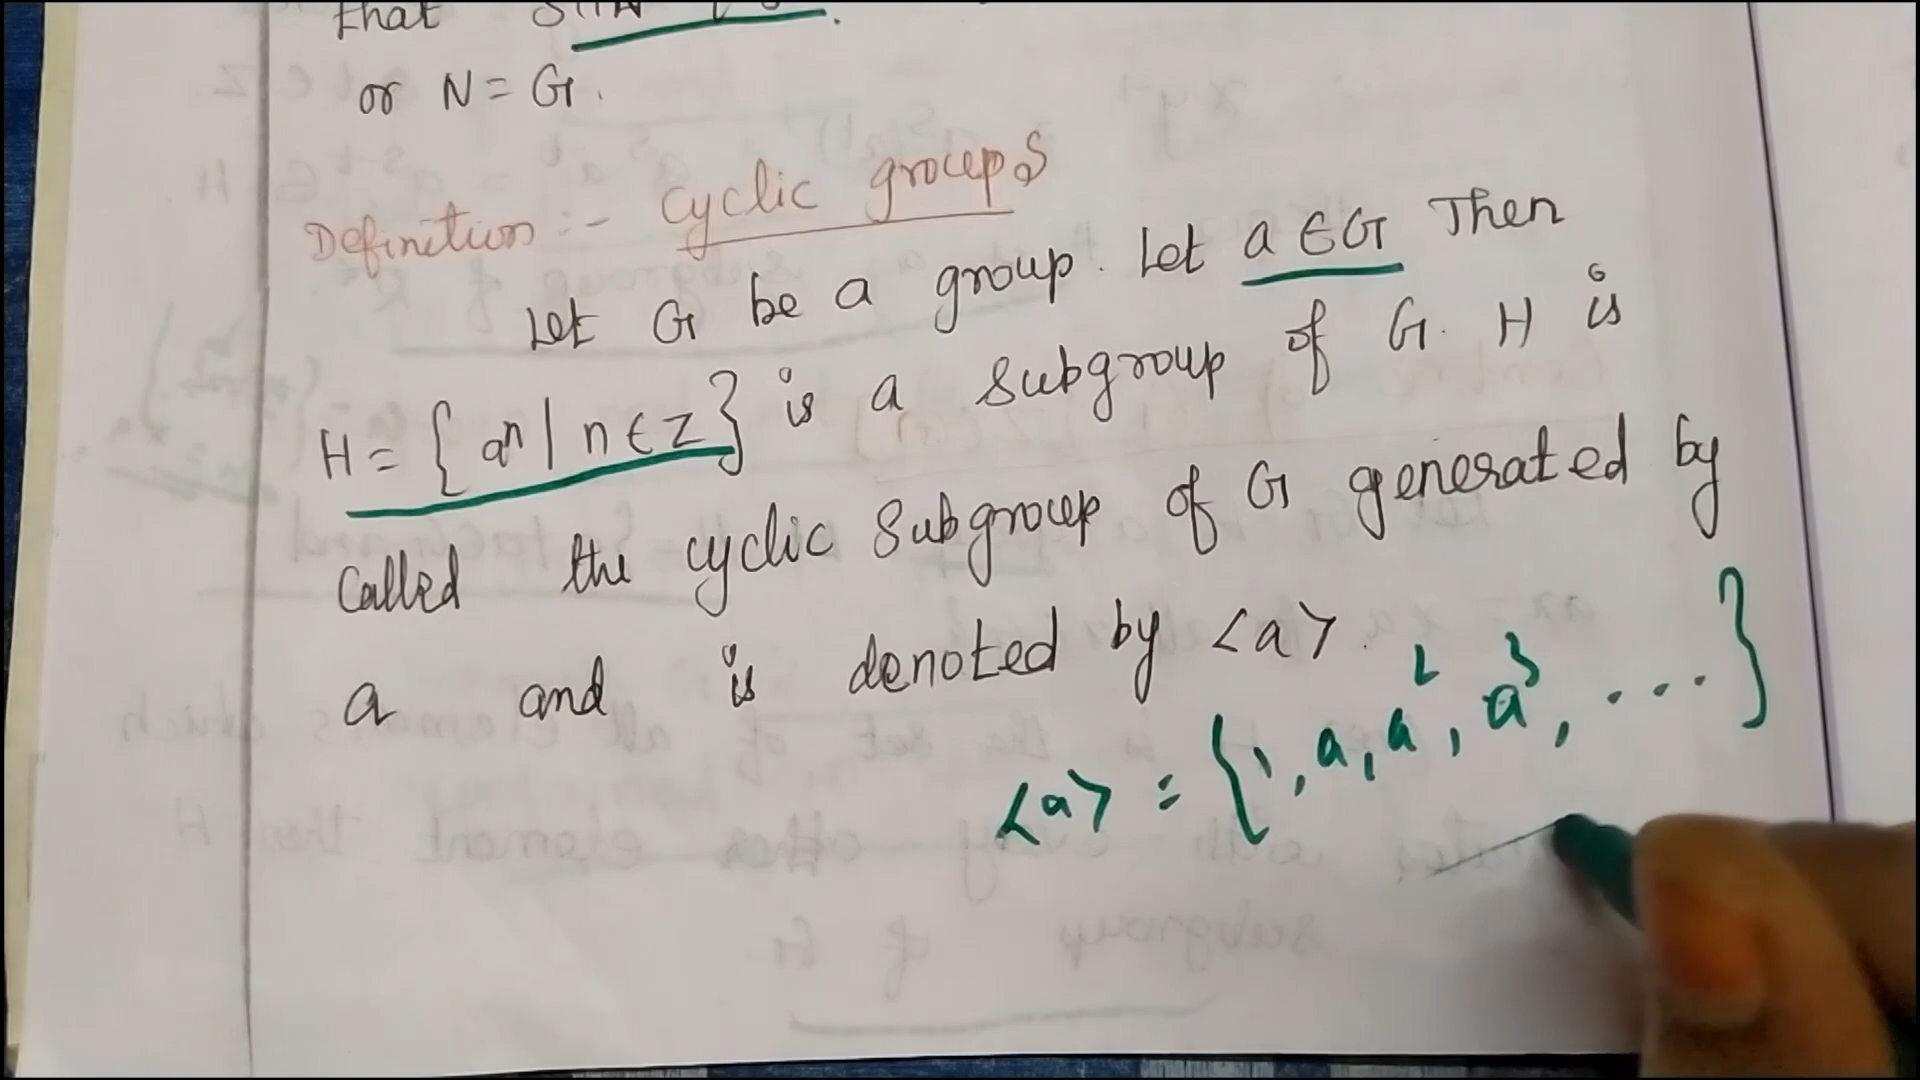 that
or N = G.
Definition :- cyclic groups
Let G be a group. Let a ∈ G Then
H = { aⁿ | n ∈ Z } is a subgroup of G. H is
called the cyclic subgroup of G generated by
a and is denoted by <a>.
<a> = {1, a, a², a³, ....}